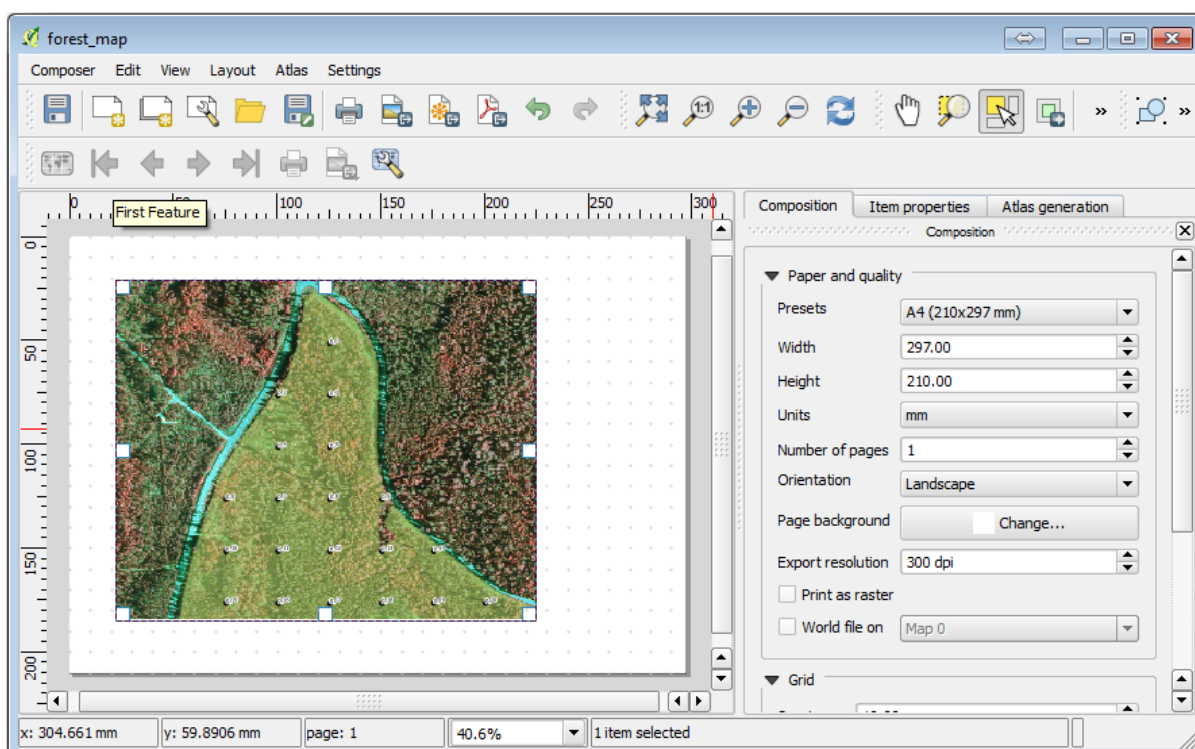 forest_map
Composer Edit View Layout Atlas Settings
1:1
» »
0 50 100 150 200 250 300
First Feature
Composition Item properties Atlas generation
Composition
0
50
100
150
200
Paper and quality
Presets A4 (210x297 mm)
Width 297.00
Height 210.00
Units mm
Number of pages 1
Orientation Landscape
Page background Change...
Export resolution 300 dpi
Print as raster
World file on Map 0
Grid
x: 304.661 mm y: 59.8906 mm page: 1 40.6% 1 item selected